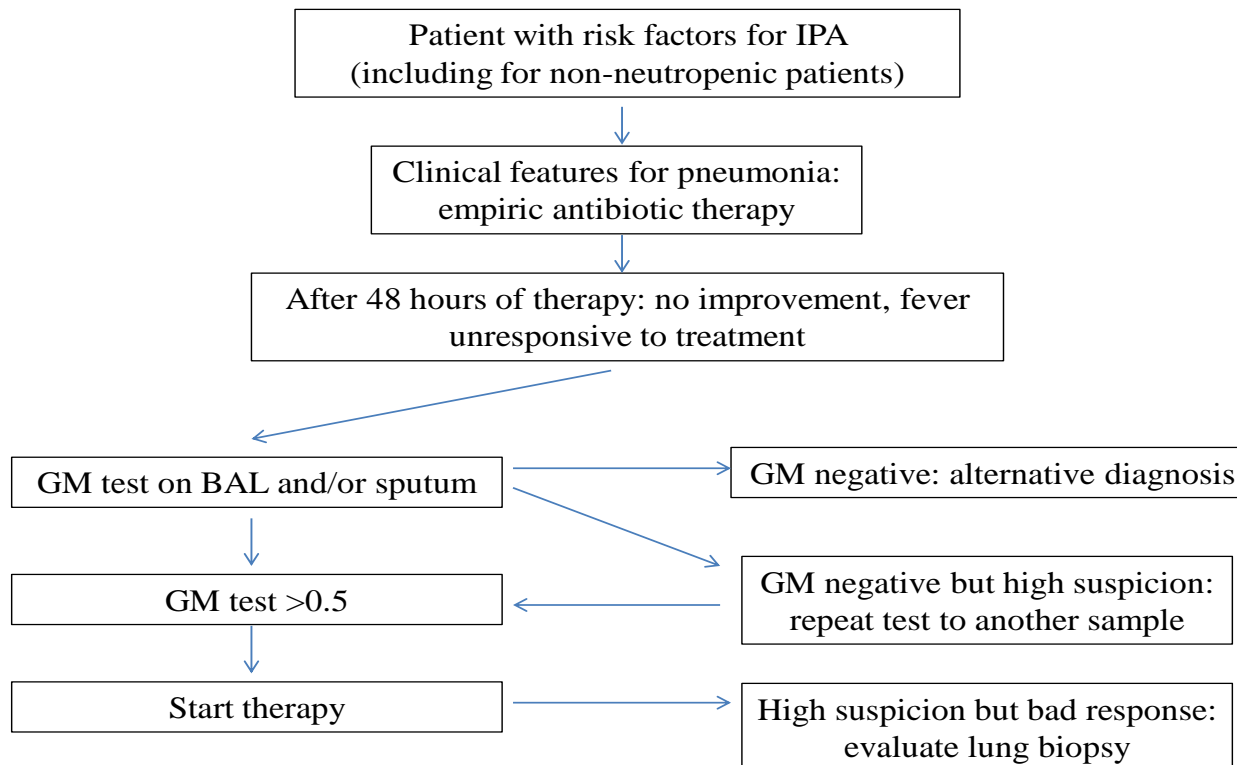 Patient with risk factors for IPA
(including for non-neutropenic patients)
Clinical features for pneumonia:
empiric antibiotic therapy
After 48 hours of therapy: no improvement, fever
unresponsive to treatment
GM test on BAL and/or sputum
GM negative: alternative diagnosis
GM test >0.5
GM negative but high suspicion:
repeat test to another sample
Start therapy
High suspicion but bad response:
evaluate lung biopsy